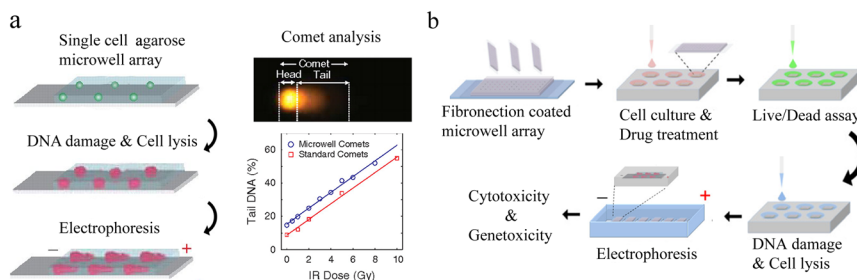 a
Single cell agarose
microwell array
DNA damage & Cell lysis
Electrophoresis
− +
Comet analysis
Comet
Head Tail
Microwell Comets
Standard Comets
Tail DNA (%)
80
60
40
20
0
0 2 4 6 8 10
IR Dose (Gy)
b
Fibronection coated
microwell array
Cell culture &
Drug treatment
Live/Dead assay
DNA damage
& Cell lysis
− +
Electrophoresis
Cytotoxicity
&
Genotoxicity